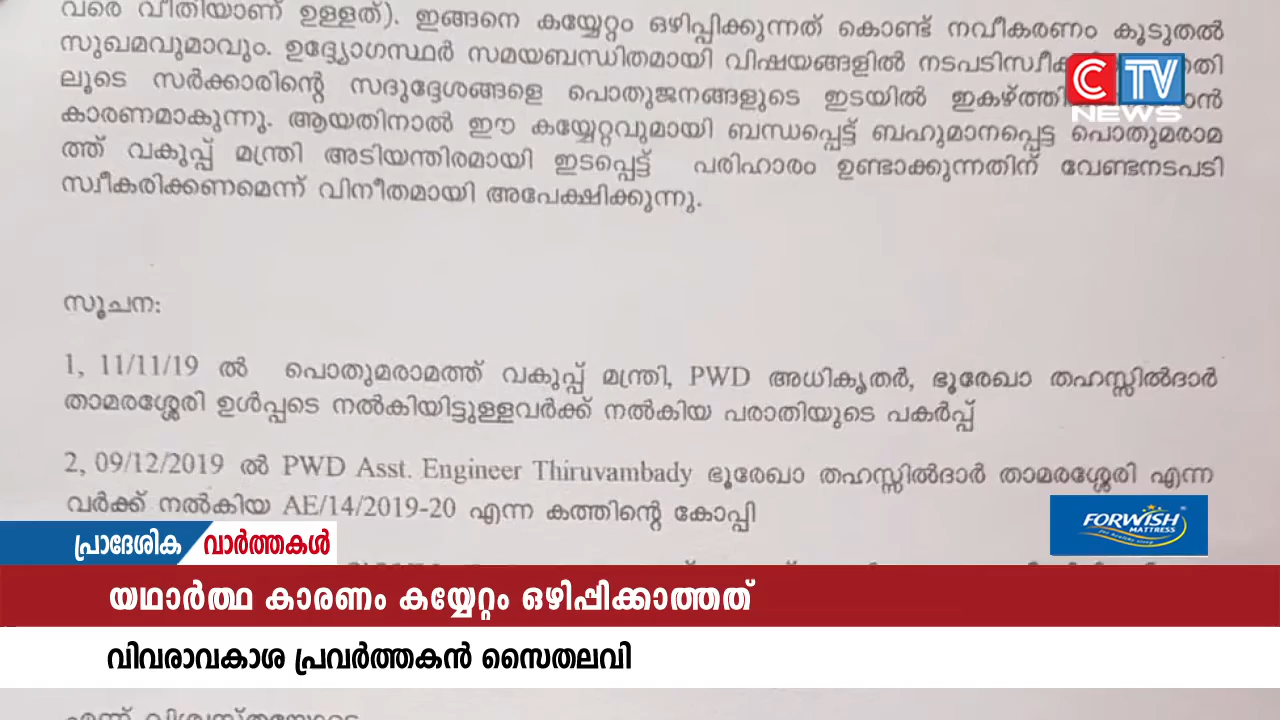 വരെ വീതിയാണ് ഉള്ളത്). ഇങ്ങനെ കയ്യേറ്റം ഒഴിപ്പിക്കുന്നത് കൊണ്ട് നവീകരണം കൂടുതൽ
സുഖമവുമാവും. ഉദ്ദ്യോഗസ്ഥർ സമയബന്ധിതമായി വിഷയങ്ങളിൽ
ലൂടെ സർക്കാരിന്റെ സദുദ്ദേശങ്ങളെ പൊതുജനങ്ങളുടെ ഇടയിൽ
കാരണമാകുന്നു. ആയതിനാൽ ഈ കയ്യേറ്റവുമായി ബന്ധപ്പെട്ട് ബഹുമാനപ്പെട്ട പൊതുമരാമ
ത്ത് വകുപ്പ് മന്ത്രി അടിയന്തിരമായി ഇടപ്പെട്ട് പരിഹാരം ഉണ്ടാക്കുന്നതിന് വേണ്ടനടപടി
സ്വീകരിക്കണമെന്ന് വിനീതമായി അപേക്ഷിക്കുന്നു.
CTV
NEWS
സൂചന:
1, 11/11/19 ൽ പൊതുമരാമത്ത് വകുപ്പ് മന്ത്രി, PWD അധികൃതർ, ഭൂരേഖാ തഹസ്സിൽദാർ
താമരശ്ശേരി ഉൾപ്പടെ നൽകിയിട്ടുള്ളവർക്ക് നൽകിയ പരാതിയുടെ പകർപ്പ്
2, 09/12/2019 ൽ PWD Asst. Engineer Thiruvambady ഭൂരേഖാ തഹസ്സിൽദാർ താമരശ്ശേരി എന്ന
വർക്ക് നൽകിയ AE/14/2019-20 എന്ന കത്തിന്റെ കോപ്പി
FORWISH
MATTRESS
പ്രാദേശിക വാർത്തകൾ
യഥാർത്ഥ കാരണം കയ്യേറ്റം ഒഴിപ്പിക്കാത്തത്
വിവരാവകാശ പ്രവർത്തകൻ സൈതലവി